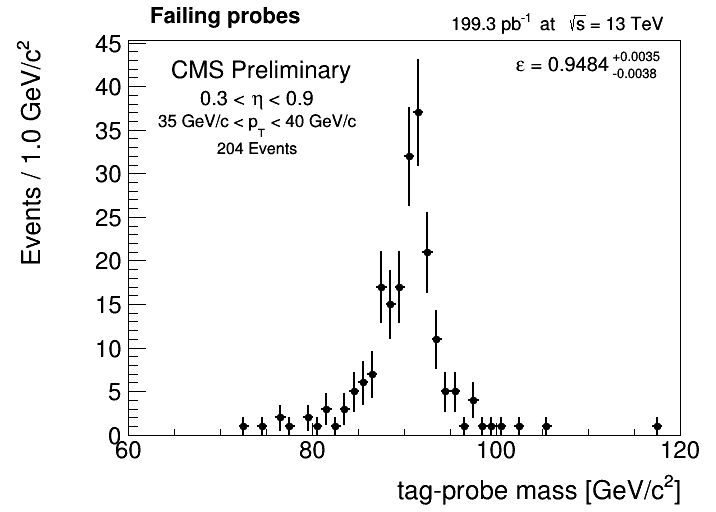 Failing probes
199.3 pb⁻¹ at √s = 13 TeV
CMS Preliminary
0.3 < η < 0.9
35 GeV/c < p_T < 40 GeV/c
204 Events
ε = 0.9484 +0.0035 -0.0038
Events / 1.0 GeV/c²
45
40
35
30
25
20
15
10
5
0
60 80 100 120
tag-probe mass [GeV/c²]